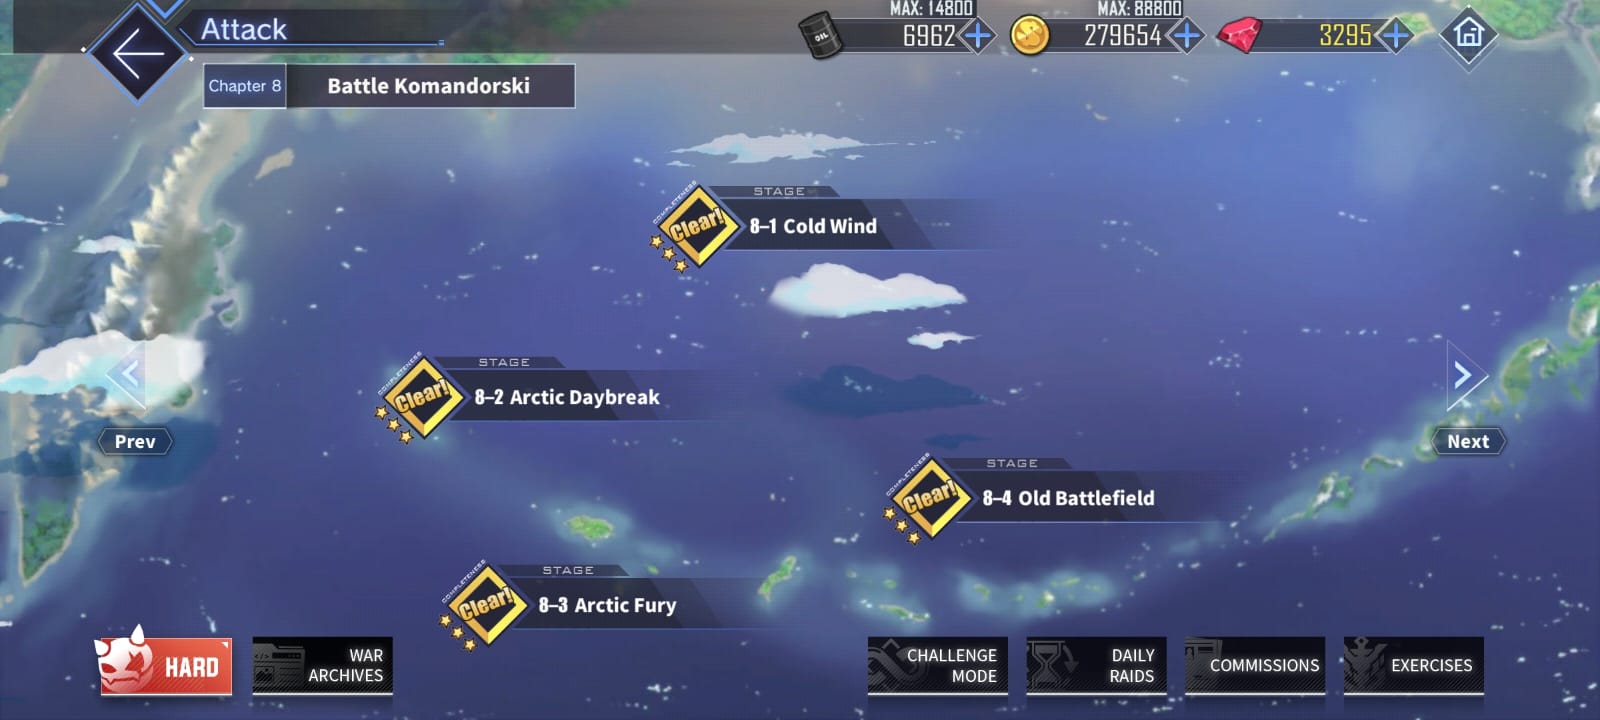 Attack
MAX: 14800
6962
MAX: 88800
279654
3295
OIL
Chapter 8
Battle Komandorski
STAGE
COMPLETENESS
Clear!
8-1 Cold Wind
STAGE
COMPLETENESS
Clear!
8-2 Arctic Daybreak
Prev
Next
STAGE
COMPLETENESS
Clear!
8-4 Old Battlefield
STAGE
COMPLETENESS
Clear!
8-3 Arctic Fury
HARD
WAR
ARCHIVES
CHALLENGE
MODE
DAILY
RAIDS
COMMISSIONS
EXERCISES